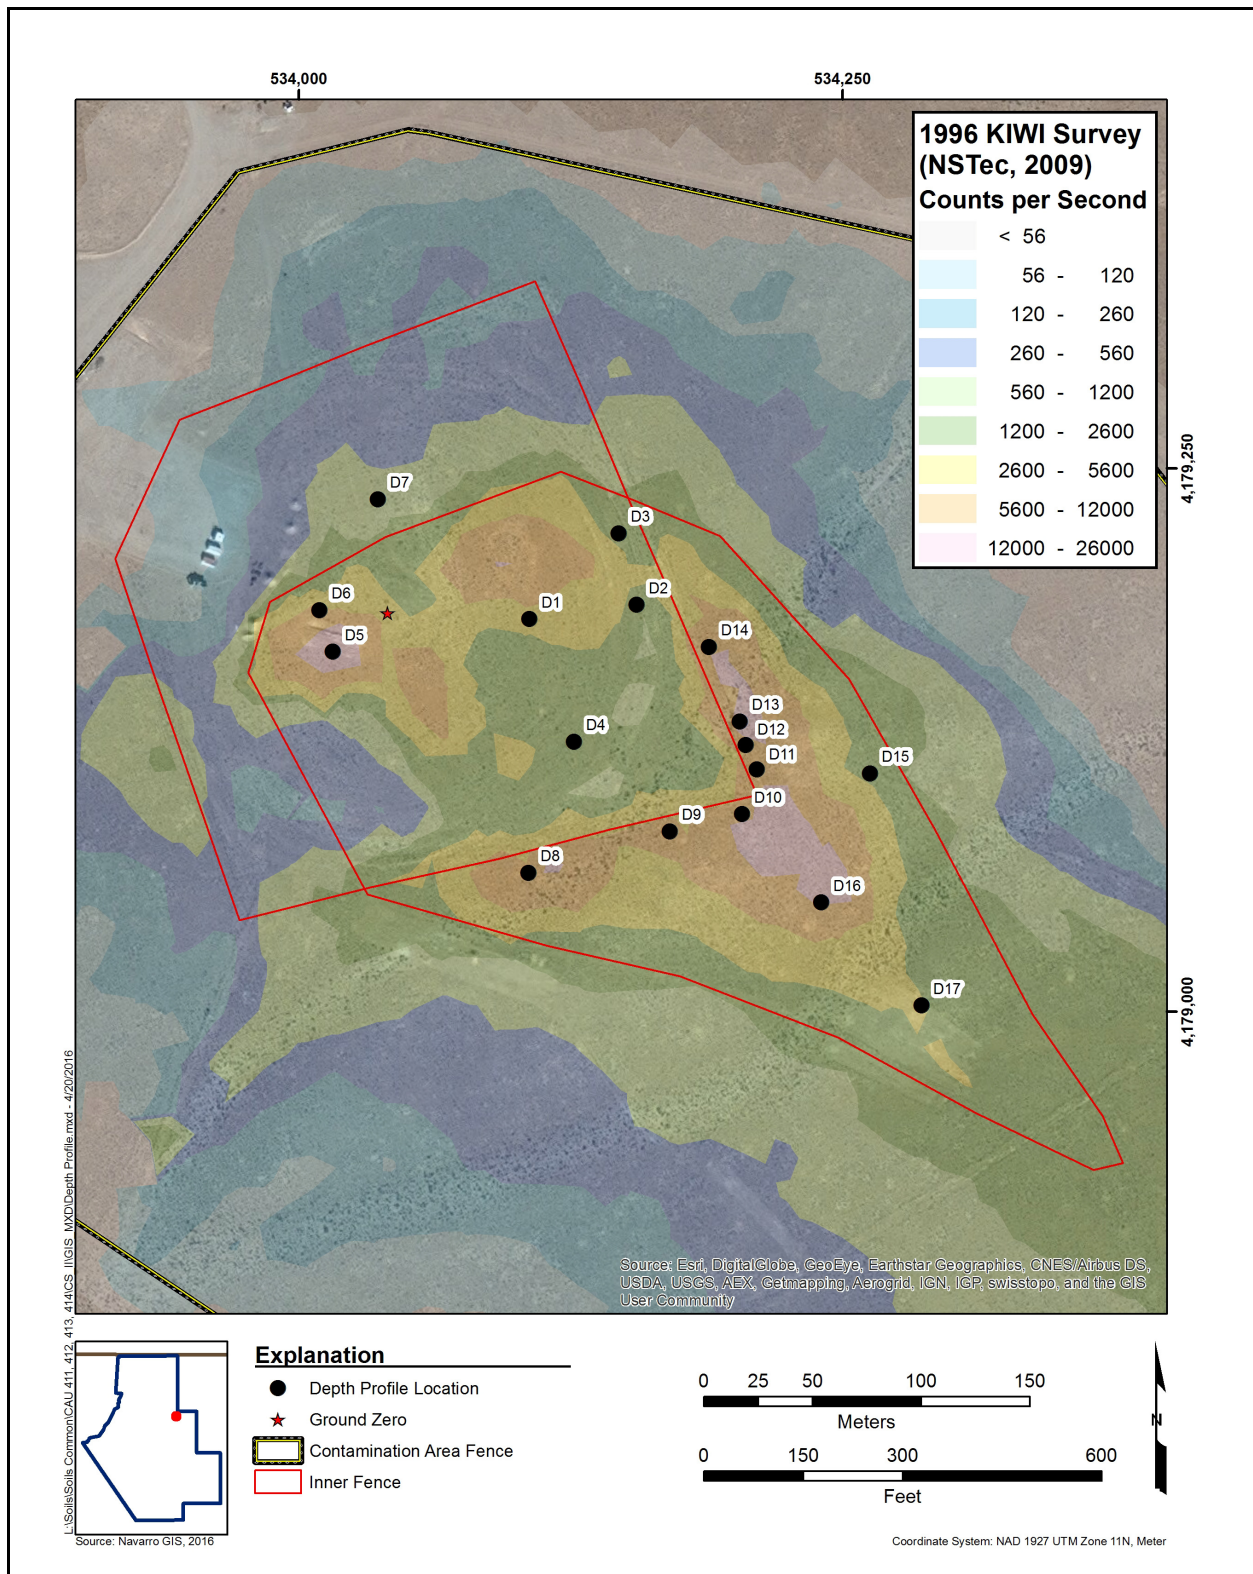 534,000
534,250
1996 KIWI Survey
(NSTec, 2009)
Counts per Second
< 56
56 - 120
120 - 260
260 - 560
560 - 1200
1200 - 2600
2600 - 5600
5600 - 12000
12000 - 26000
4,179,250
4,179,000
D7
D3
D6
D1
D2
D5
D14
D13
D4
D12
D11
D15
D10
D9
D8
D16
D17
Source: Esri, DigitalGlobe, GeoEye, Earthstar Geographics, CNES/Airbus DS,
USDA, USGS, AEX, Getmapping, Aerogrid, IGN, IGP, swisstopo, and the GIS
User Community
L:\Soils\Soils Common\CAU 411, 412, 413, 414\CS II\GIS MXD\Depth Profile.mxd - 4/20/2016
Source: Navarro GIS, 2016
Explanation
Depth Profile Location
Ground Zero
Contamination Area Fence
Inner Fence
0 25 50 100 150
Meters
0 150 300 600
Feet
N
Coordinate System: NAD 1927 UTM Zone 11N, Meter